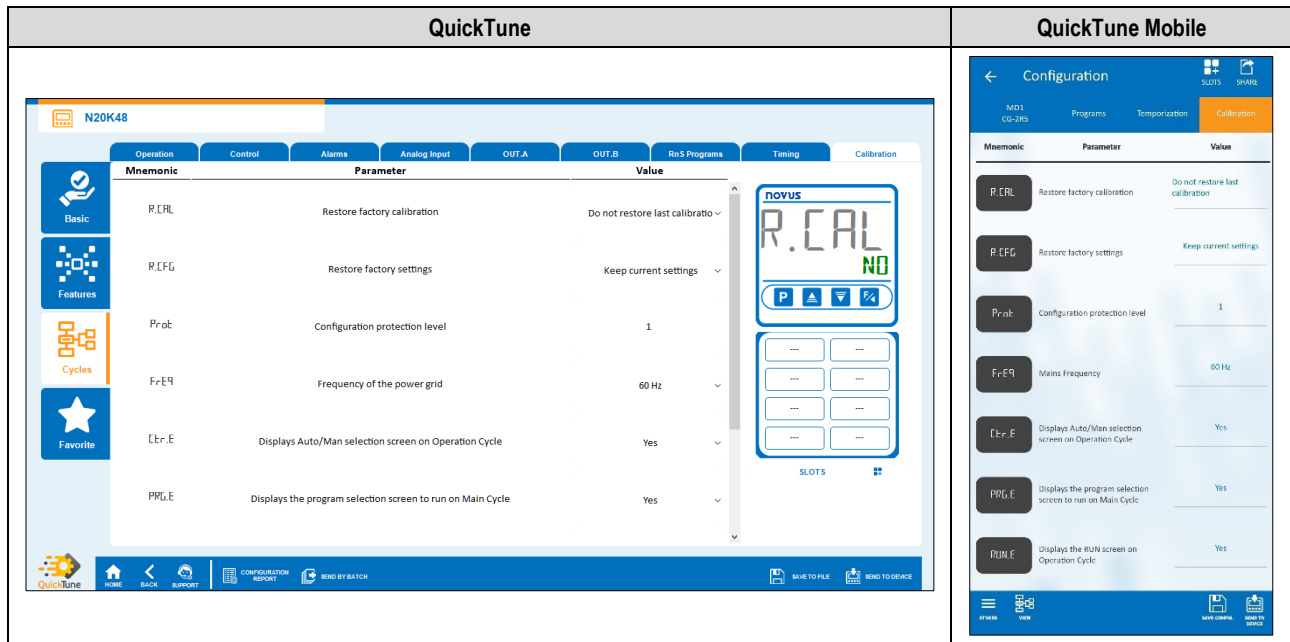 QuickTune
QuickTune Mobile
N20K48
Operation Control Alarms Analog Input OUT.A OUT.B RnS Programs Timing Calibration
Mnemonic Parameter Value
Basic
Features
Cycles
Favorite
R.CAL Restore factory calibration Do not restore last calibratio
R.CFG Restore factory settings Keep current settings
Prot Configuration protection level 1
FrEq Frequency of the power grid 60 Hz
Ctr.E Displays Auto/Man selection screen on Operation Cycle Yes
PRG.E Displays the program selection screen to run on Main Cycle Yes
novus
R.CAL
NO
P F/
--- ---
--- ---
--- ---
--- ---
SLOTS
QuickTune
HOME BACK SUPPORT CONFIGURATION REPORT SEND BY BATCH SAVE TO FILE SEND TO DEVICE
Configuration
SLOTS SHARE
MD1
CG-2R5 Programs Temporization Calibration
Mnemonic Parameter Value
R.CAL Restore factory calibration Do not restore last
calibration
R.CFG Restore factory settings Keep current settings
Prot Configuration protection level 1
FrEq Mains Frequency 60 Hz
Ctr.E Displays Auto/Man selection
screen on Operation Cycle Yes
PRG.E Displays the program selection
screen to run on Main Cycle Yes
RUN.E Displays the RUN screen on
Operation Cycle Yes
OTHERS VIEW SAVE CONFIG. SEND TO
DEVICE